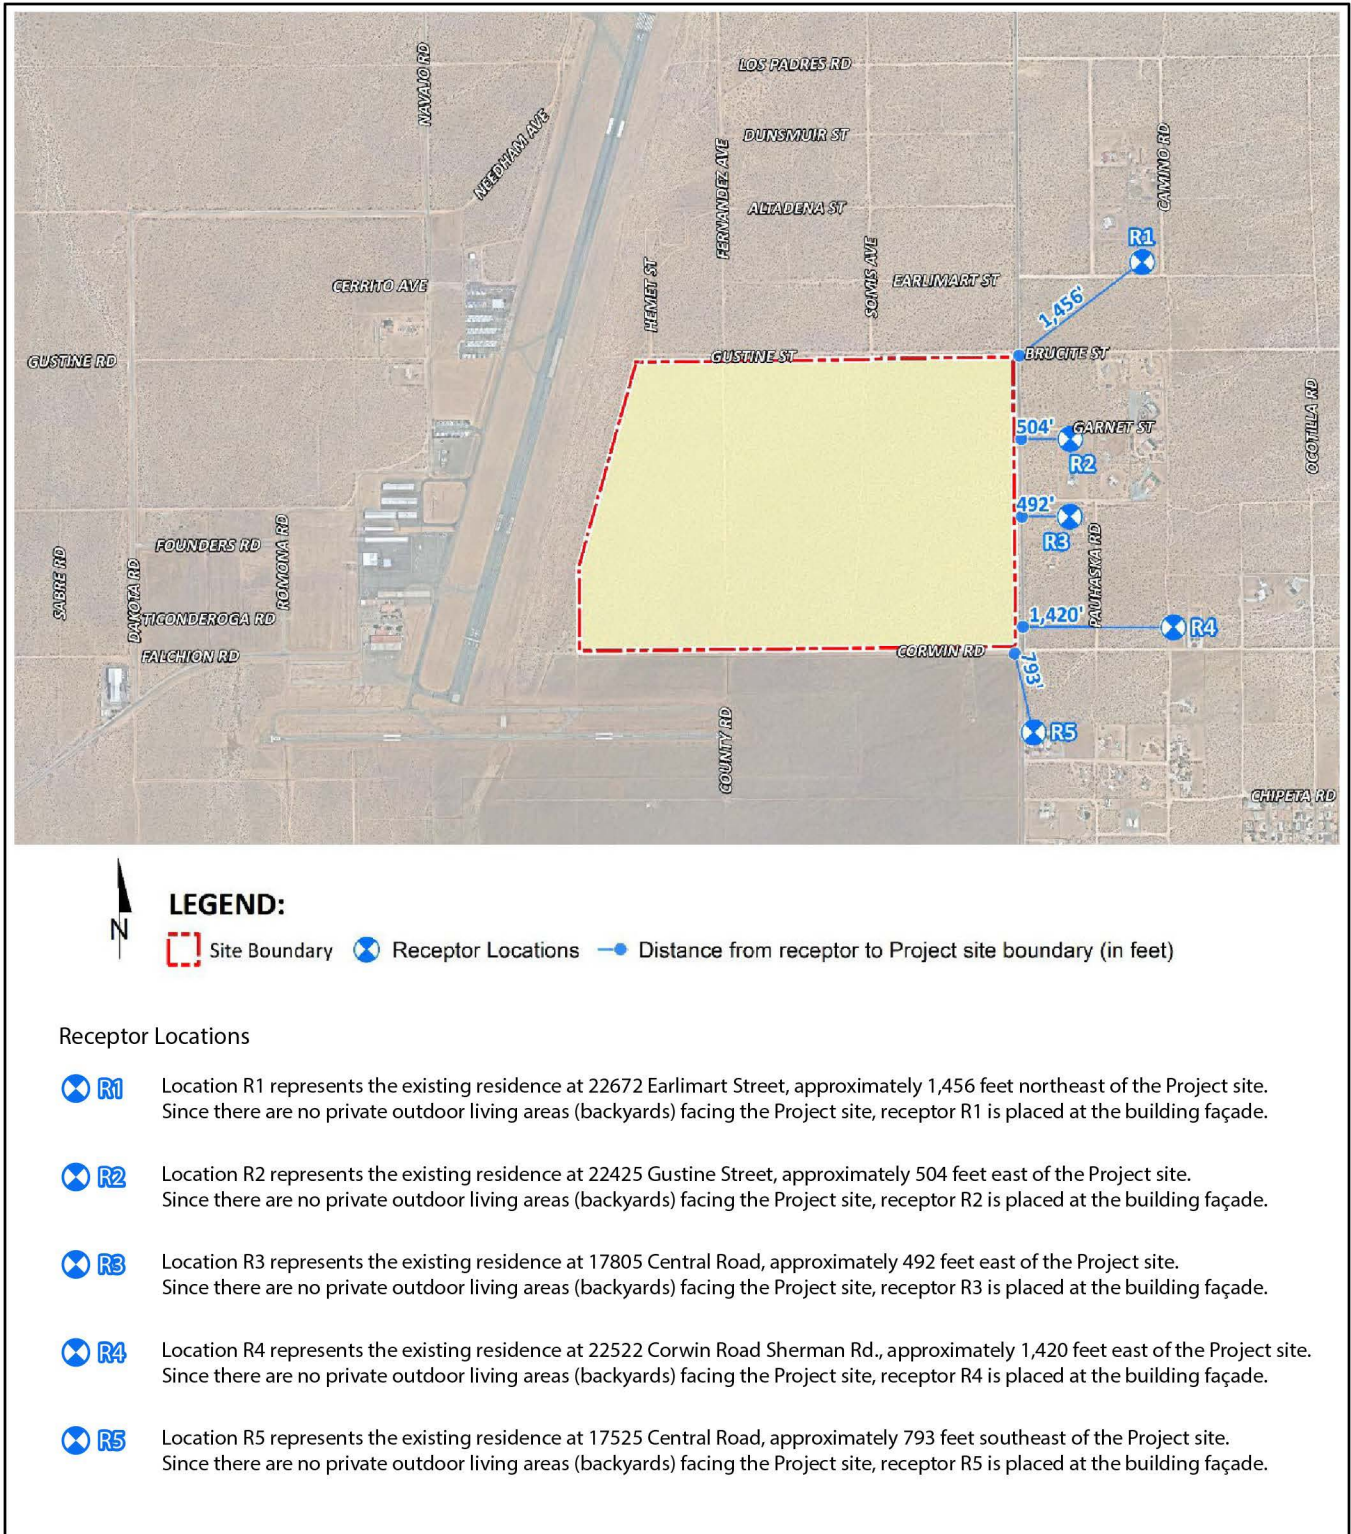 LOS PADRES RD
NAVAJO RD
NEEDHAM AVE
DUNSMUIR ST
CAMINO RD
FERNANDEZ AVE
ALTADENA ST
R1
SOMIS AVE
HEMET ST
CERRITO AVE
EARLIMART ST
1,456'
GUSTINE RD
GUSTINE ST
BRUCITE ST
OCOTILLA RD
504'
GARNET ST
R2
492'
R3
PAUHASKA RD
FOUNDERS RD
ROMONA RD
SABRE RD
DAKOTA RD
TICONDEROGA RD
1,420'
R4
FALCHION RD
CORWIN RD
793'
R5
COUNTY RD
CHIPETA RD
N
LEGEND:
Site Boundary
Receptor Locations
Distance from receptor to Project site boundary (in feet)
Receptor Locations
R1
Location R1 represents the existing residence at 22672 Earlimart Street, approximately 1,456 feet northeast of the Project site.
Since there are no private outdoor living areas (backyards) facing the Project site, receptor R1 is placed at the building façade.
R2
Location R2 represents the existing residence at 22425 Gustine Street, approximately 504 feet east of the Project site.
Since there are no private outdoor living areas (backyards) facing the Project site, receptor R2 is placed at the building façade.
R3
Location R3 represents the existing residence at 17805 Central Road, approximately 492 feet east of the Project site.
Since there are no private outdoor living areas (backyards) facing the Project site, receptor R3 is placed at the building façade.
R4
Location R4 represents the existing residence at 22522 Corwin Road Sherman Rd., approximately 1,420 feet east of the Project site.
Since there are no private outdoor living areas (backyards) facing the Project site, receptor R4 is placed at the building façade.
R5
Location R5 represents the existing residence at 17525 Central Road, approximately 793 feet southeast of the Project site.
Since there are no private outdoor living areas (backyards) facing the Project site, receptor R5 is placed at the building façade.